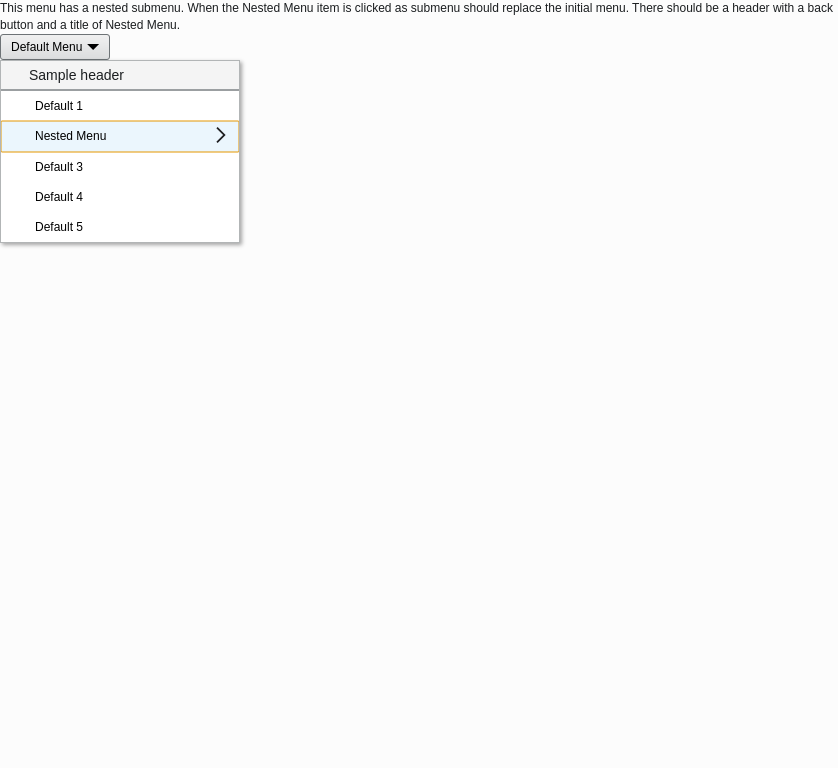 This menu has a nested submenu. When the Nested Menu item is clicked as submenu should replace the initial menu. There should be a header with a back
button and a title of Nested Menu.
Default Menu
Sample header
Default 1
Nested Menu
Default 3
Default 4
Default 5